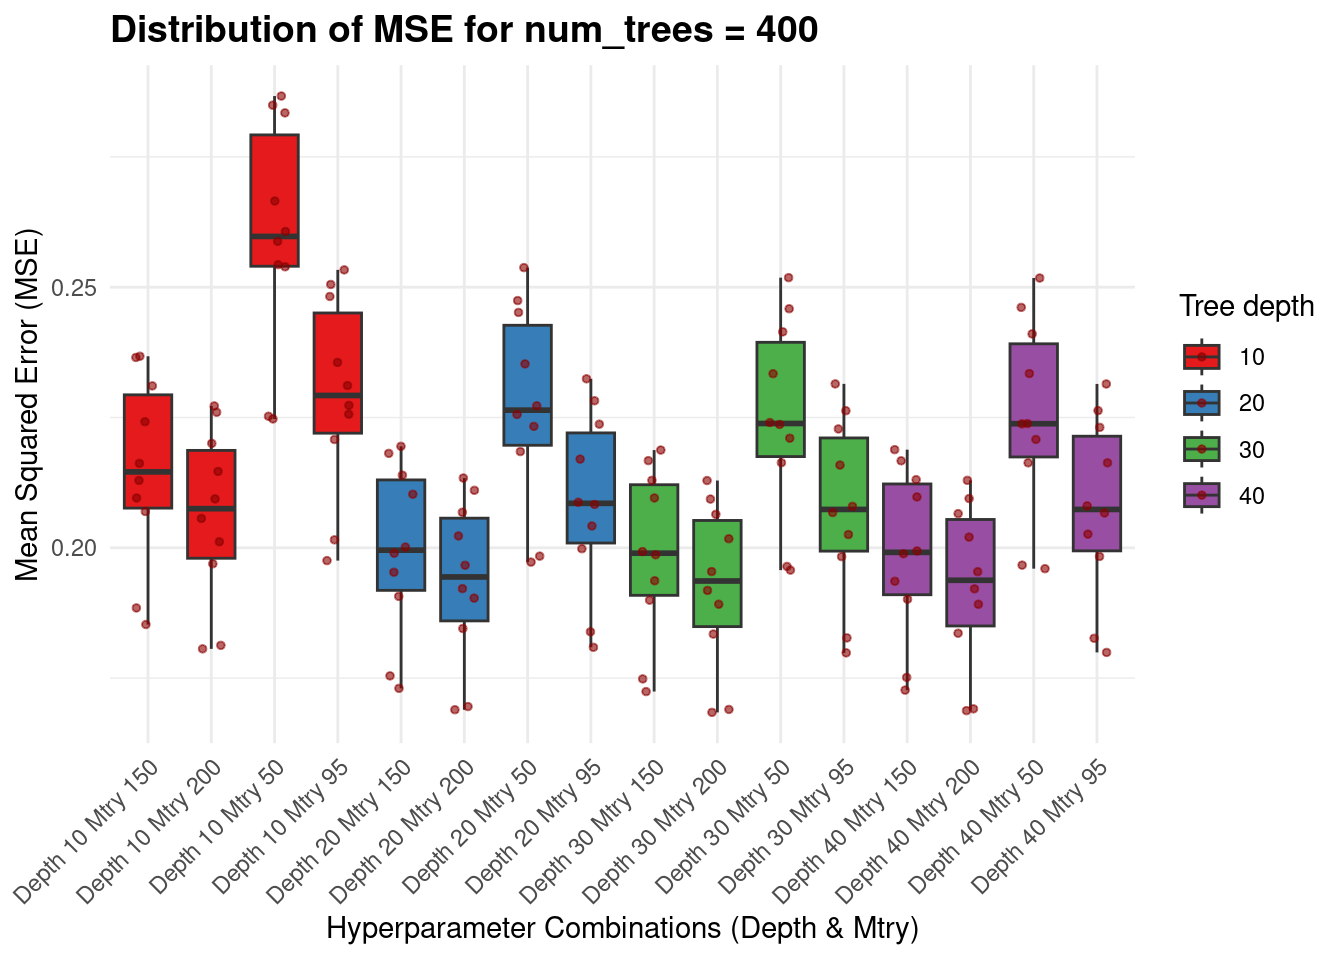 Distribution of MSE for num_trees = 400
Mean Squared Error (MSE)
0.25
0.20
Depth 10 Mtry 150
Depth 10 Mtry 200
Depth 10 Mtry 50
Depth 10 Mtry 95
Depth 20 Mtry 150
Depth 20 Mtry 200
Depth 20 Mtry 50
Depth 20 Mtry 95
Depth 30 Mtry 150
Depth 30 Mtry 200
Depth 30 Mtry 50
Depth 30 Mtry 95
Depth 40 Mtry 150
Depth 40 Mtry 200
Depth 40 Mtry 50
Depth 40 Mtry 95
Hyperparameter Combinations (Depth & Mtry)
Tree depth
10
20
30
40